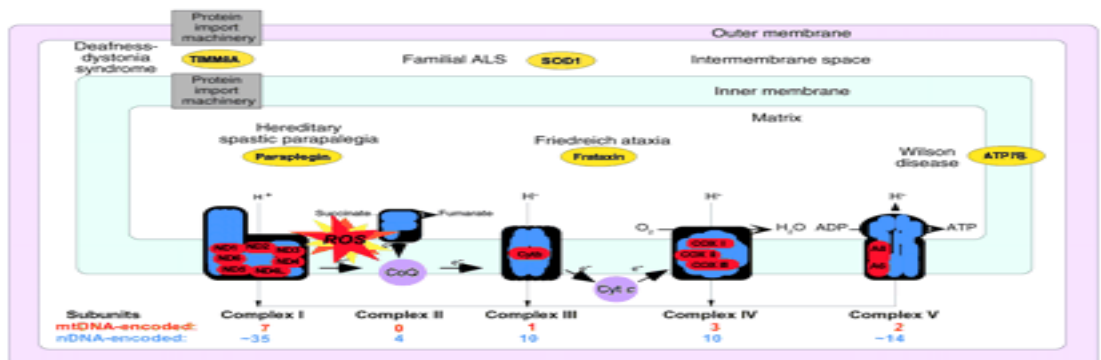 Protein
import
machinery
Outer membrane
Deafness-
dystonia
syndrome
TIMM8A
Familial ALS
SOD1
Intermembrane space
Protein
import
machinery
Inner membrane
Matrix
Hereditary
spastic parapalegia
Paraplegin
Friedreich ataxia
Frataxin
Wilson
disease
ATP7B
H+
H-
H-
H-
Succinate
Fumarate
ROS
ND1 ND2 ND3
ND6 ND4
ND5 ND4L
e-
CoQ
e-
Cytb
e-
Cyt c
e-
O2
H2O
COX I
COX II
COX III
ADP
ATP
A8
A6
Subunits Complex I Complex II Complex III Complex IV Complex V
mtDNA-encoded: 7 0 1 3 2
nDNA-encoded: ~35 4 10 10 ~14